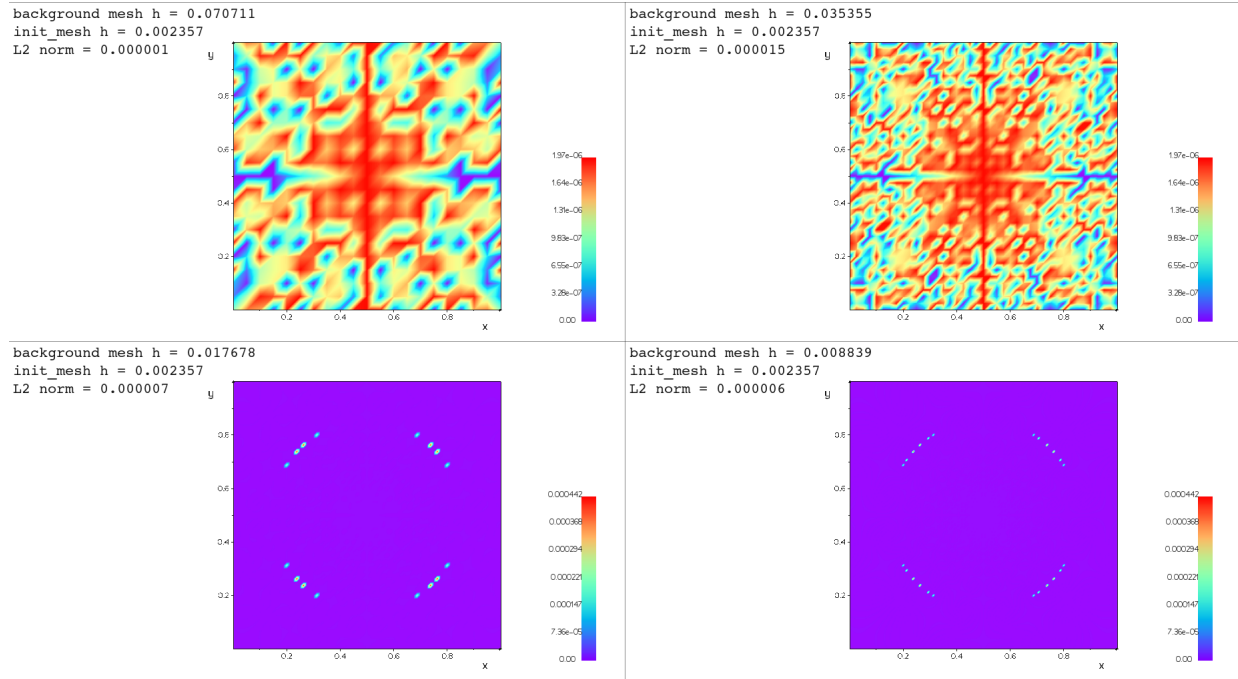 background mesh h = 0.070711
init_mesh h = 0.002357
L2 norm = 0.000001
y
0.8
0.6
0.4
0.2
0.2 0.4 0.6 0.8
x
1.97e-06
1.64e-06
1.31e-06
9.83e-07
6.55e-07
3.28e-07
0.00
background mesh h = 0.035355
init_mesh h = 0.002357
L2 norm = 0.000015
y
0.8
0.6
0.4
0.2
0.2 0.4 0.6 0.8
x
1.97e-06
1.64e-06
1.31e-06
9.83e-07
6.55e-07
3.28e-07
0.00
background mesh h = 0.017678
init_mesh h = 0.002357
L2 norm = 0.000007
y
0.8
0.6
0.4
0.2
0.2 0.4 0.6 0.8
x
0.000442
0.000368
0.000294
0.000221
0.000147
7.36e-05
0.00
background mesh h = 0.008839
init_mesh h = 0.002357
L2 norm = 0.000006
y
0.8
0.6
0.4
0.2
0.2 0.4 0.6 0.8
x
0.000442
0.000368
0.000294
0.000221
0.000147
7.36e-05
0.00